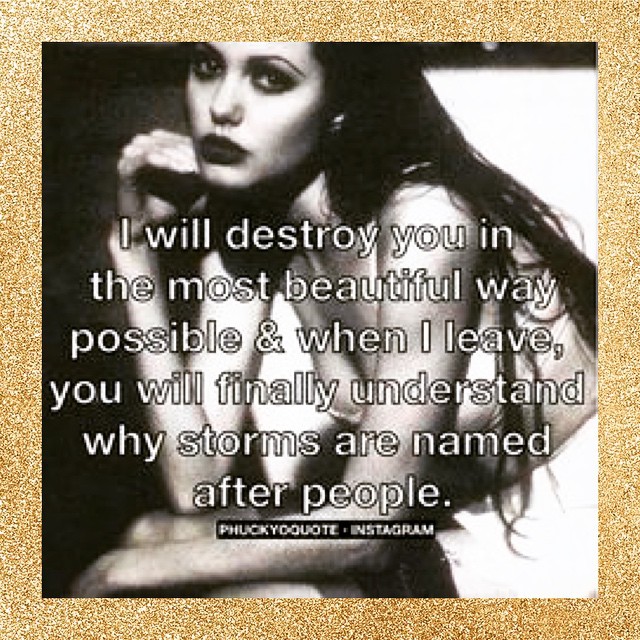 I will destroy you in
the most beautiful way
possible & when I leave,
you will finally understand
why storms are named
after people.
PHUCKYOQUOTE · INSTAGRAM